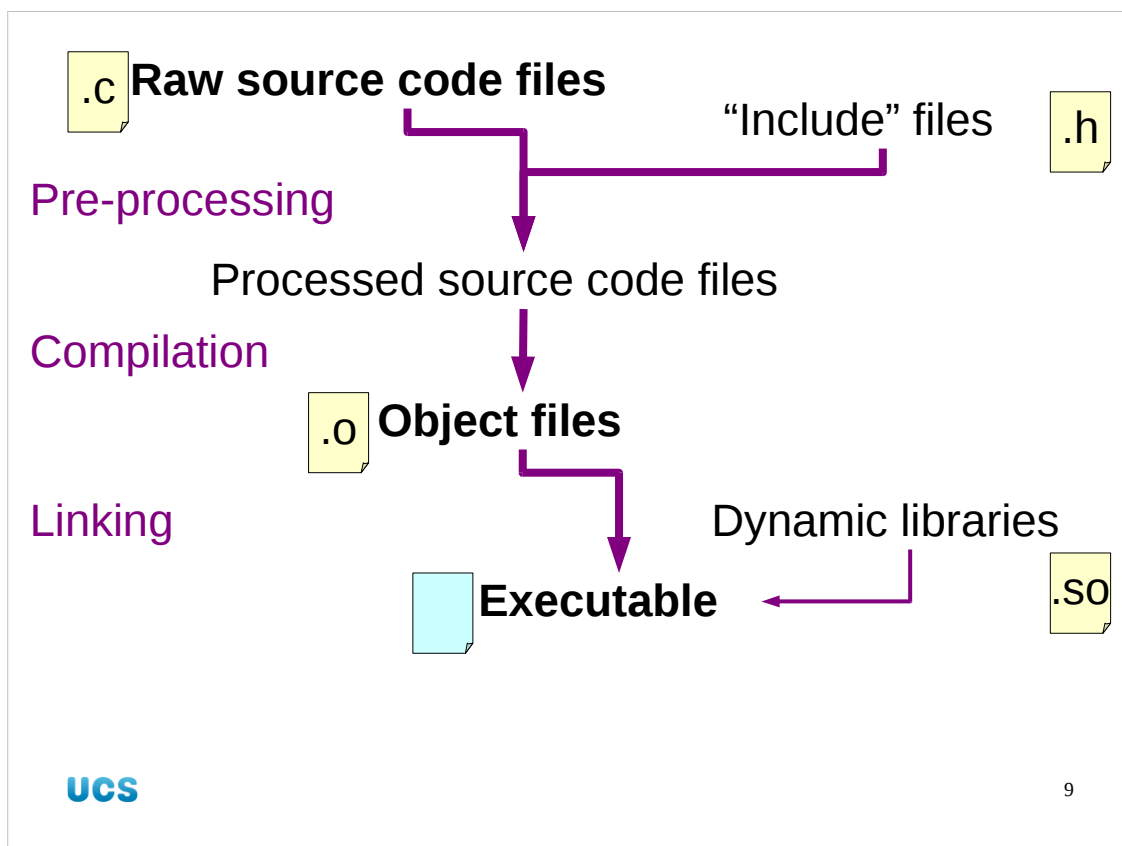 .c
Raw source code files
“Include” files
.h
Pre-processing
Processed source code files
Compilation
.o
Object files
Linking
Dynamic libraries
.so
Executable
UCS
9